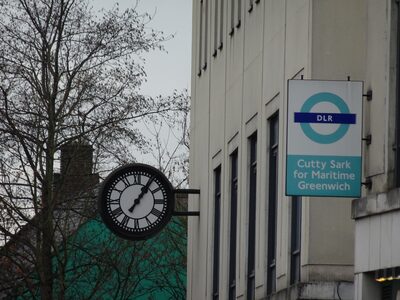 DLR
Cutty Sark
for Maritime
Greenwich